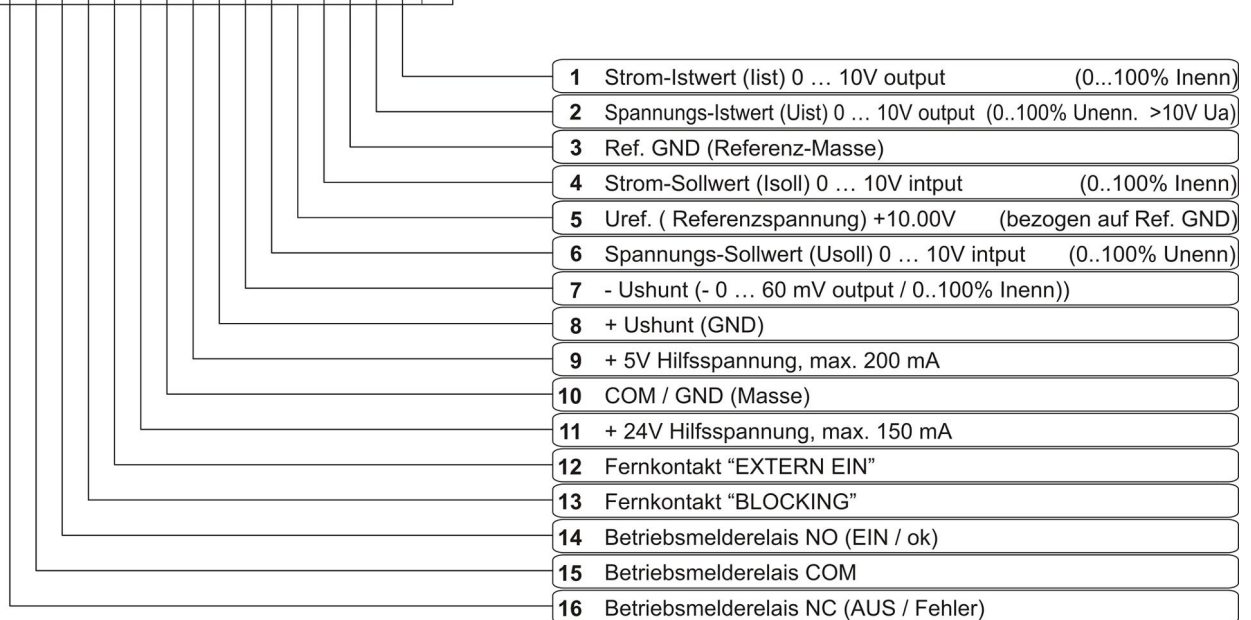 1 Strom-Istwert (Iist) 0 … 10V output (0...100% Inenn)
2 Spannungs-Istwert (Uist) 0 … 10V output (0..100% Unenn. >10V Ua)
3 Ref. GND (Referenz-Masse)
4 Strom-Sollwert (Isoll) 0 … 10V intput (0..100% Inenn)
5 Uref. ( Referenzspannung) +10.00V (bezogen auf Ref. GND)
6 Spannungs-Sollwert (Usoll) 0 … 10V intput (0..100% Unenn)
7 - Ushunt (- 0 … 60 mV output / 0..100% Inenn))
8 + Ushunt (GND)
9 + 5V Hilfsspannung, max. 200 mA
10 COM / GND (Masse)
11 + 24V Hilfsspannung, max. 150 mA
12 Fernkontakt “EXTERN EIN”
13 Fernkontakt “BLOCKING”
14 Betriebsmelderelais NO (EIN / ok)
15 Betriebsmelderelais COM
16 Betriebsmelderelais NC (AUS / Fehler)